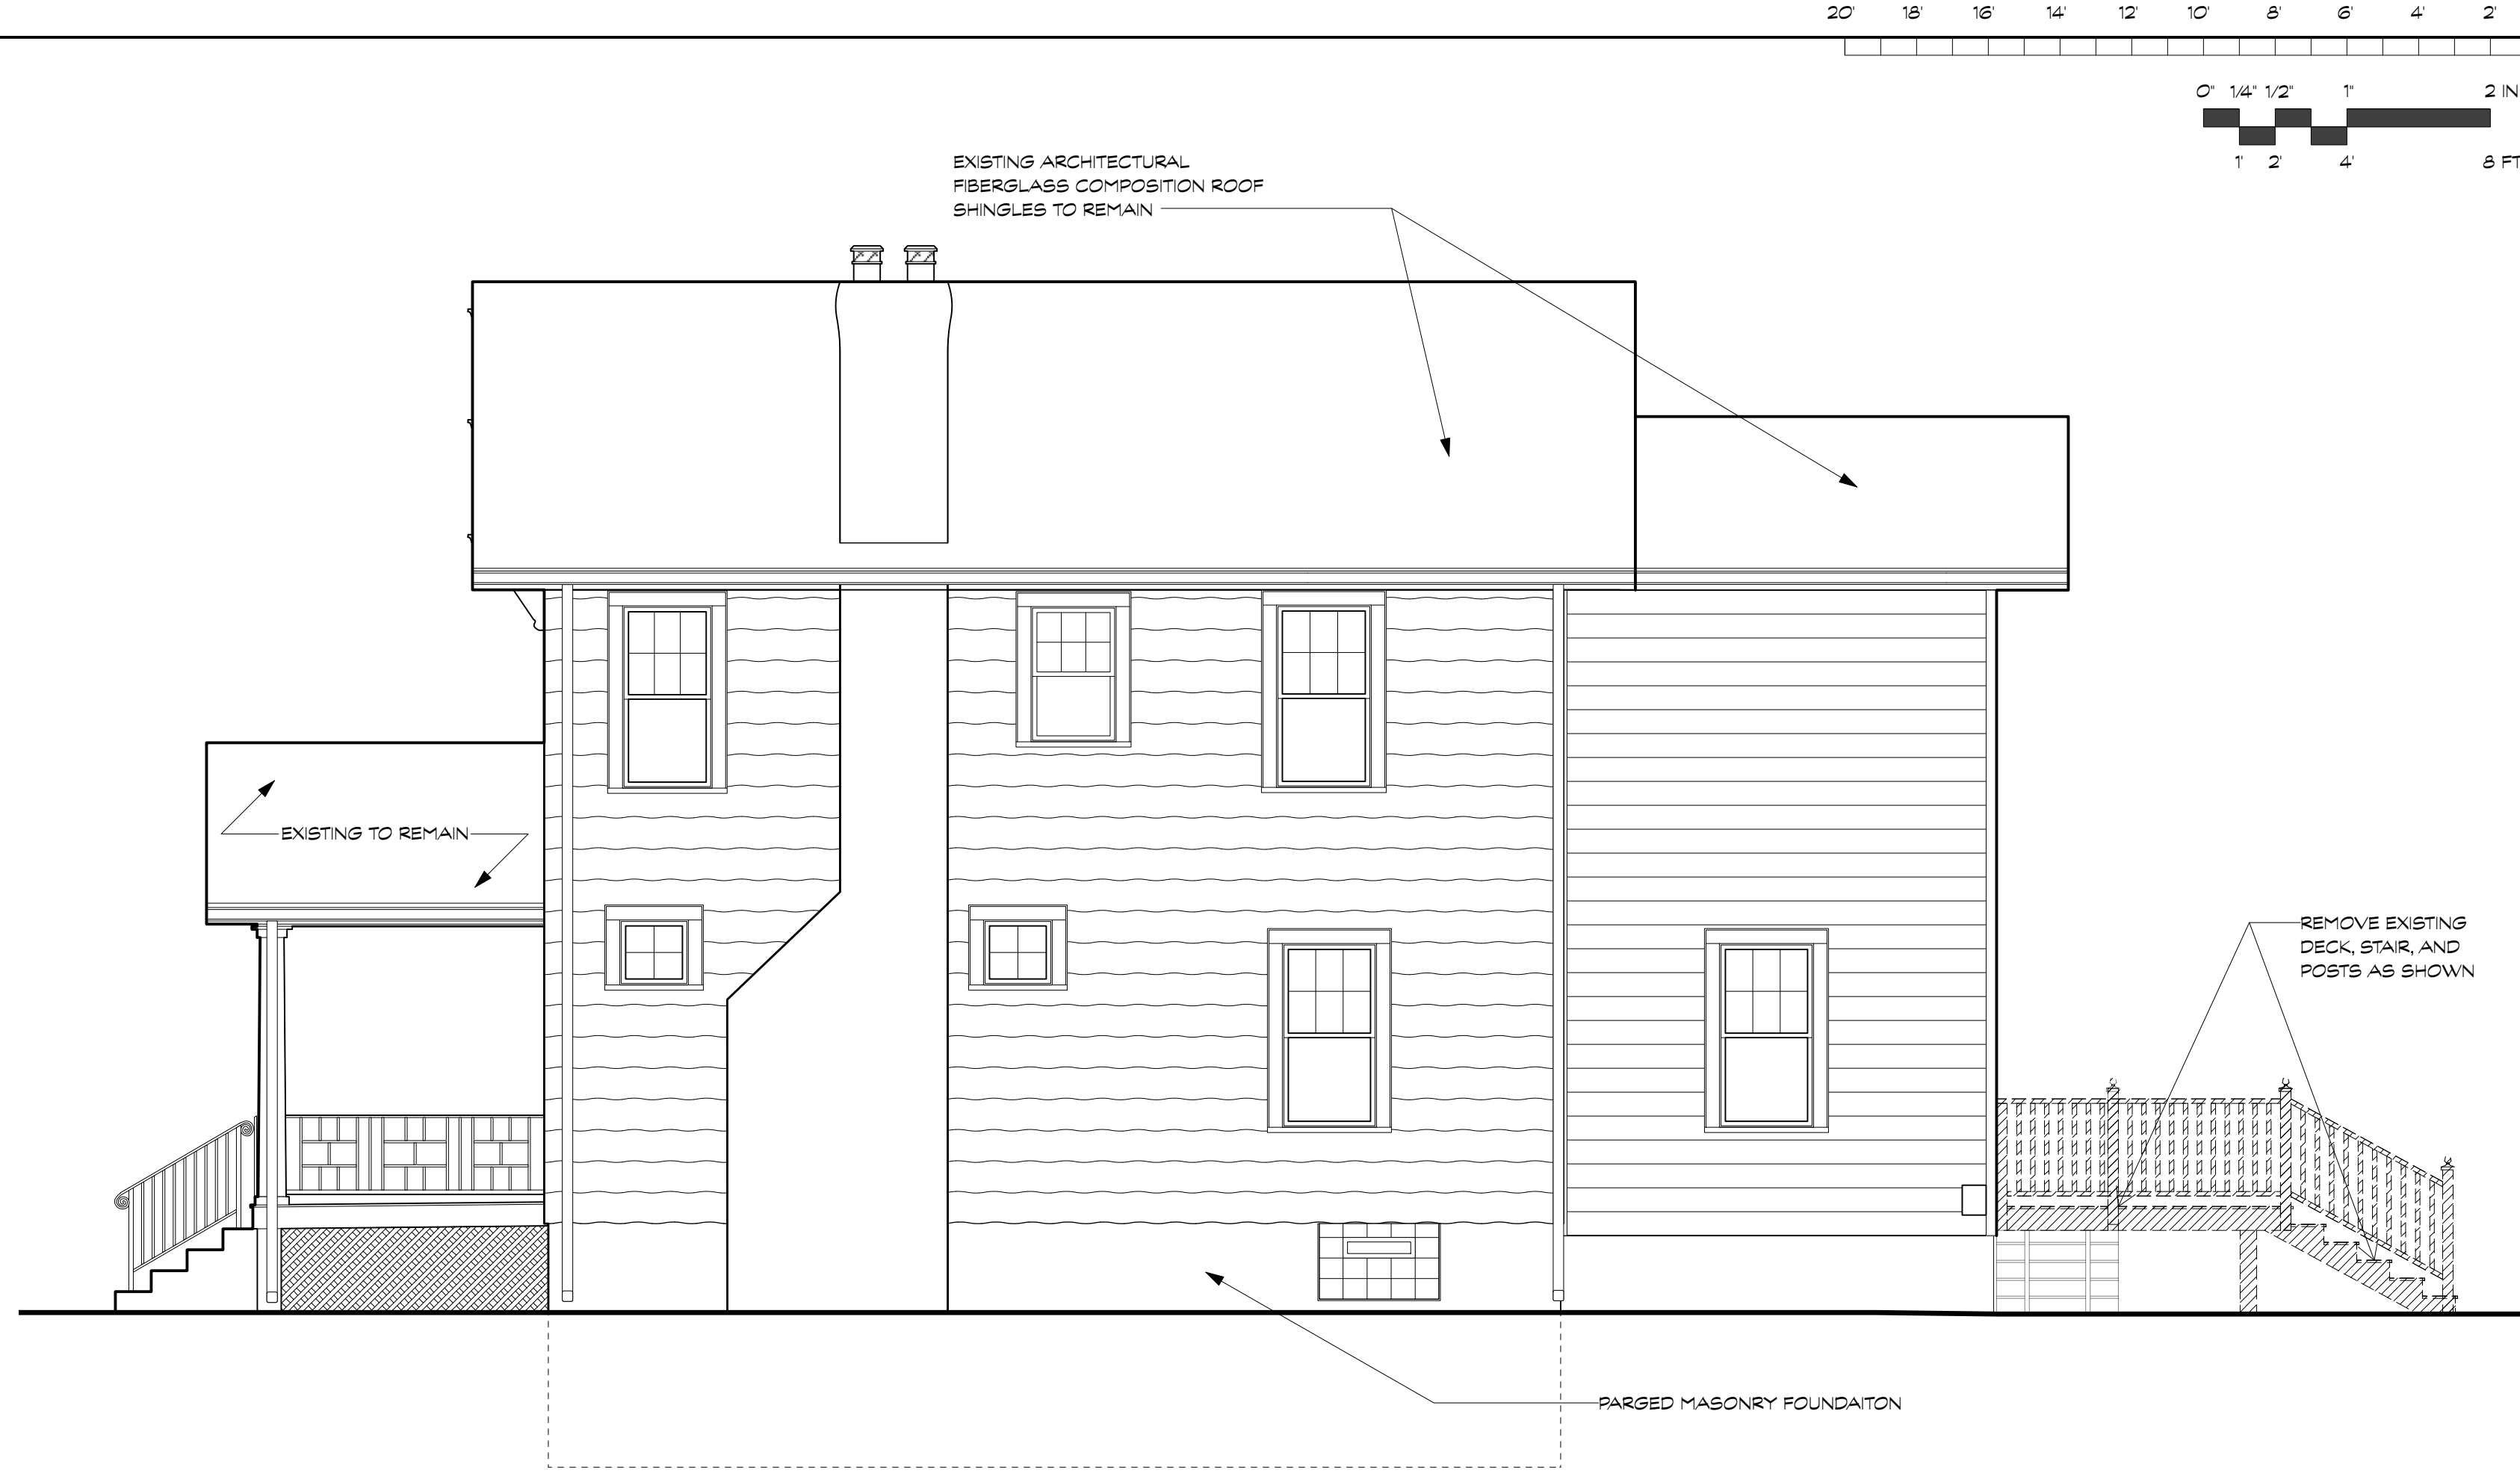 20' 18' 16' 14' 12' 10' 8' 6' 4' 2'
0" 1/4" 1/2" 1" 2 IN
1' 2' 4' 8 FT
EXISTING ARCHITECTURAL
FIBERGLASS COMPOSITION ROOF
SHINGLES TO REMAIN
EXISTING TO REMAIN
REMOVE EXISTING
DECK, STAIR, AND
POSTS AS SHOWN
PARGED MASONRY FOUNDAITON